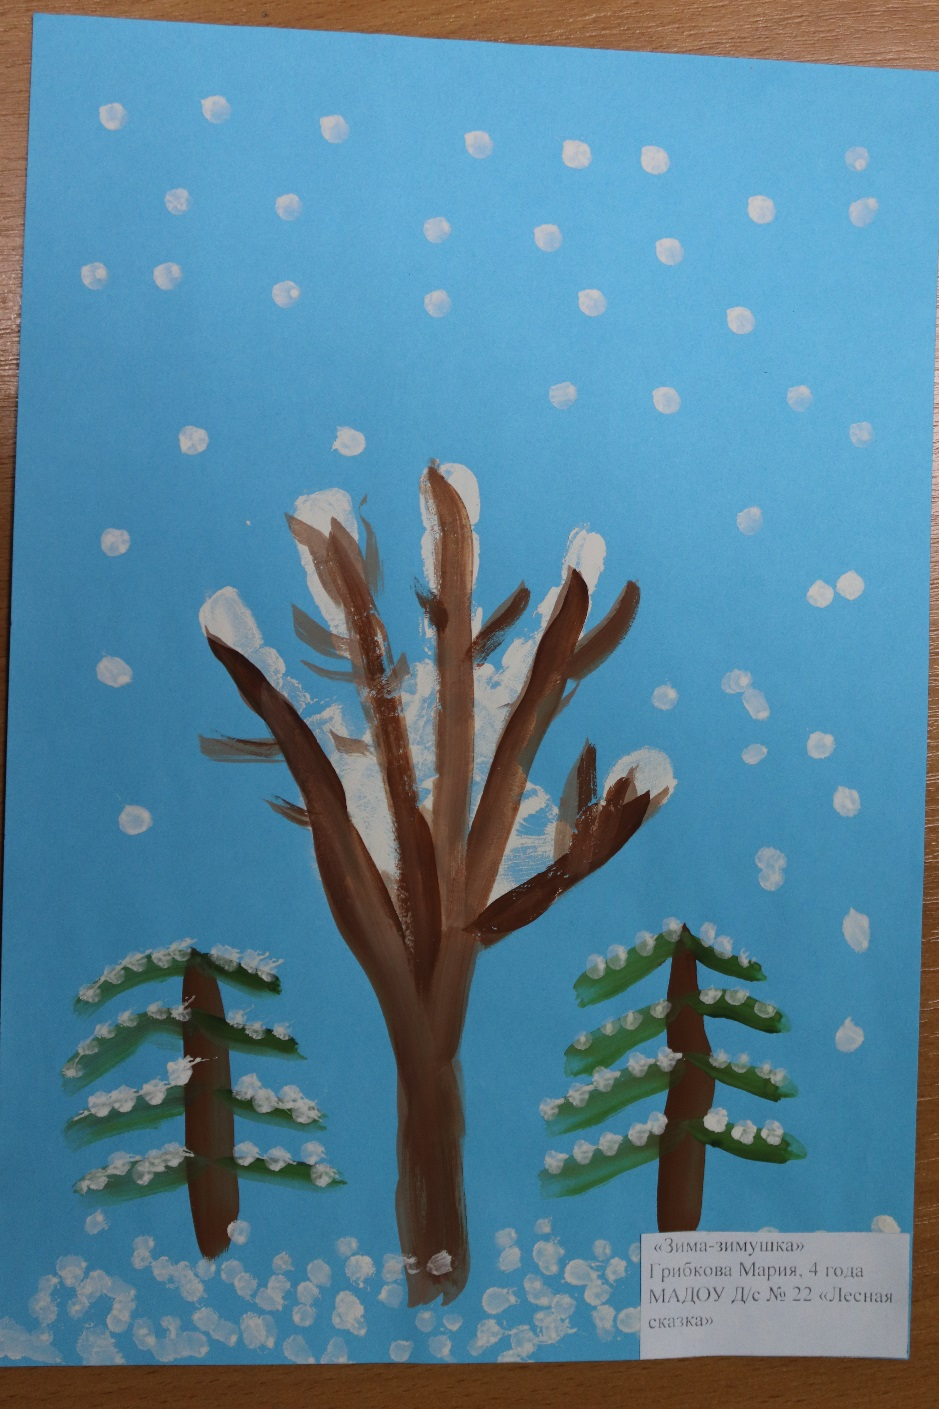 «Зима-зимушка»
Грибкова Мария, 4 года
МАДОУ Д/с № 22 «Лесная
сказка»